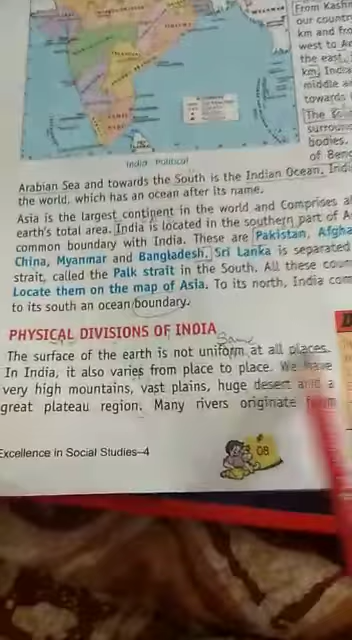 From Kash
our count
km and fro
west to A
the east.
km. India
middle a
towards
The So
surroun
bodies.
of Ben
India Political
Arabian Sea and towards the South is the Indian Ocean. Indi
the world, which has an ocean after its name.
Asia is the largest continent in the world and Comprises a
earth's total area. India is located in the southern part of A
common boundary with India. These are Pakistan, Afgha
China, Myanmar and Bangladesh. Sri Lanka is separated
strait, called the Palk strait in the South. All these coun
Locate them on the map of Asia. To its north, India com
to its south an ocean boundary.
PHYSICAL DIVISIONS OF INDIA
Same
The surface of the earth is not uniform at all places.
In India, it also varies from place to place. We have
very high mountains, vast plains, huge desert and a
great plateau region. Many rivers originate from
Excellence in Social Studies–4
08